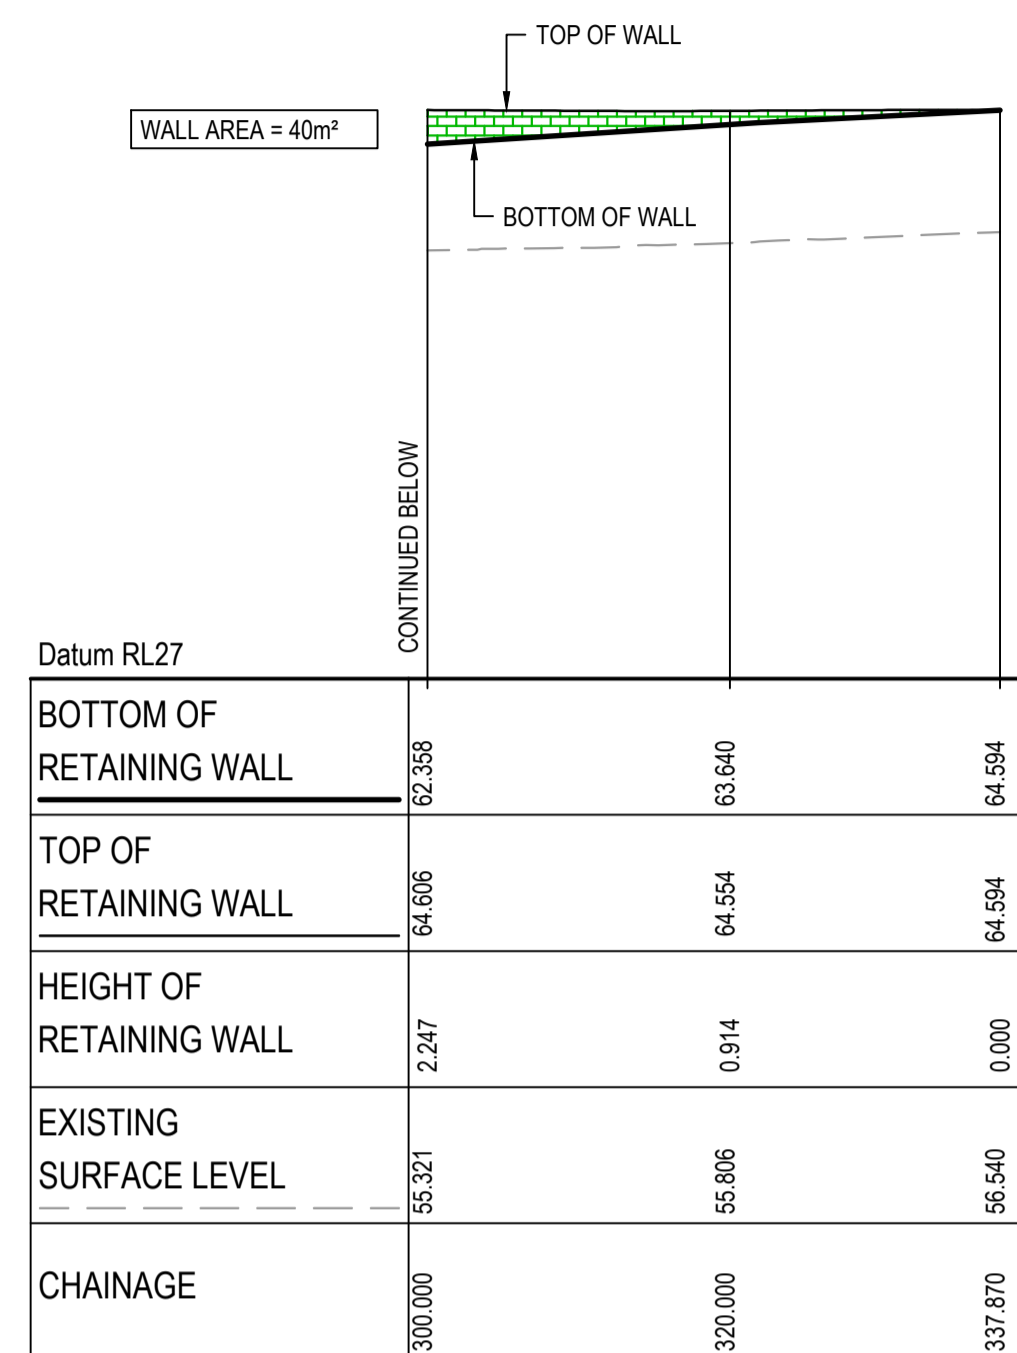 TOP OF WALL
WALL AREA = 40m²
BOTTOM OF WALL
CONTINUED BELOW
Datum RL27
BOTTOM OF
RETAINING WALL
62.358 63.640 64.594
TOP OF
RETAINING WALL
64.606 64.554 64.594
HEIGHT OF
RETAINING WALL
2.247 0.914 0.000
EXISTING
SURFACE LEVEL
55.321 55.806 56.540
CHAINAGE
300.000 320.000 337.870